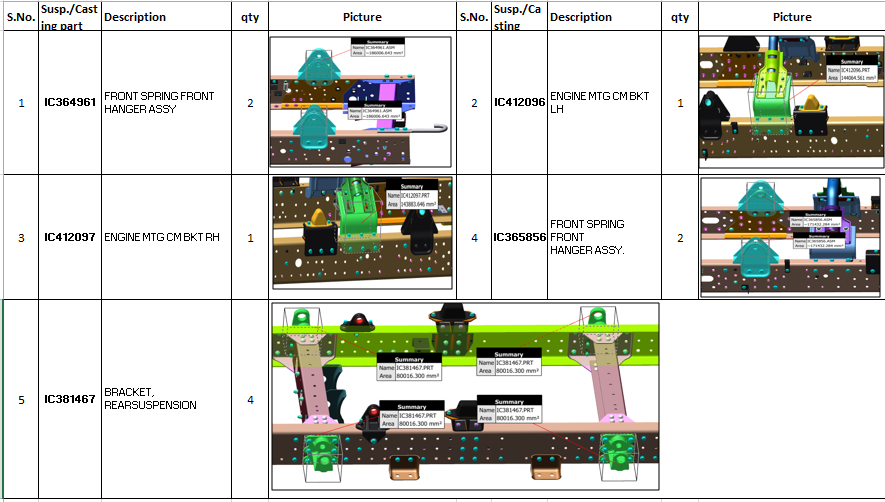 S.No. Susp./Cast Description qty Picture S.No. Susp./Ca Description qty Picture
ing part sting
Summary
Name IC364961.ASM
Area ~186006.643 mm²
Summary
Name IC364961.ASM
Area ~186006.643 mm²
1 IC364961 FRONT SPRING FRONT 2
HANGER ASSY
Summary
Name IC412096.PRT
Area 144064.561 mm²
2 IC412096 ENGINE MTG CM BKT 1
LH
Summary
Name IC412097.PRT
Area 143883.646 mm²
3 IC412097 ENGINE MTG CM BKT RH 1
Summary
Name IC365856.ASM
Area ~171432.284 mm²
Summary
Name IC365856.ASM
Area ~171432.284 mm²
4 IC365856 FRONT SPRING 2
FRONT
HANGER ASSY.
Summary
Name IC381467.PRT
Area 80016.300 mm²
Summary
Name IC381467.PRT
Area 80016.300 mm²
5 IC381467 BRACKET, 4
REARSUSPENSION
Summary
Name IC381467.PRT
Area 80016.300 mm²
Summary
Name IC381467.PRT
Area 80016.300 mm²